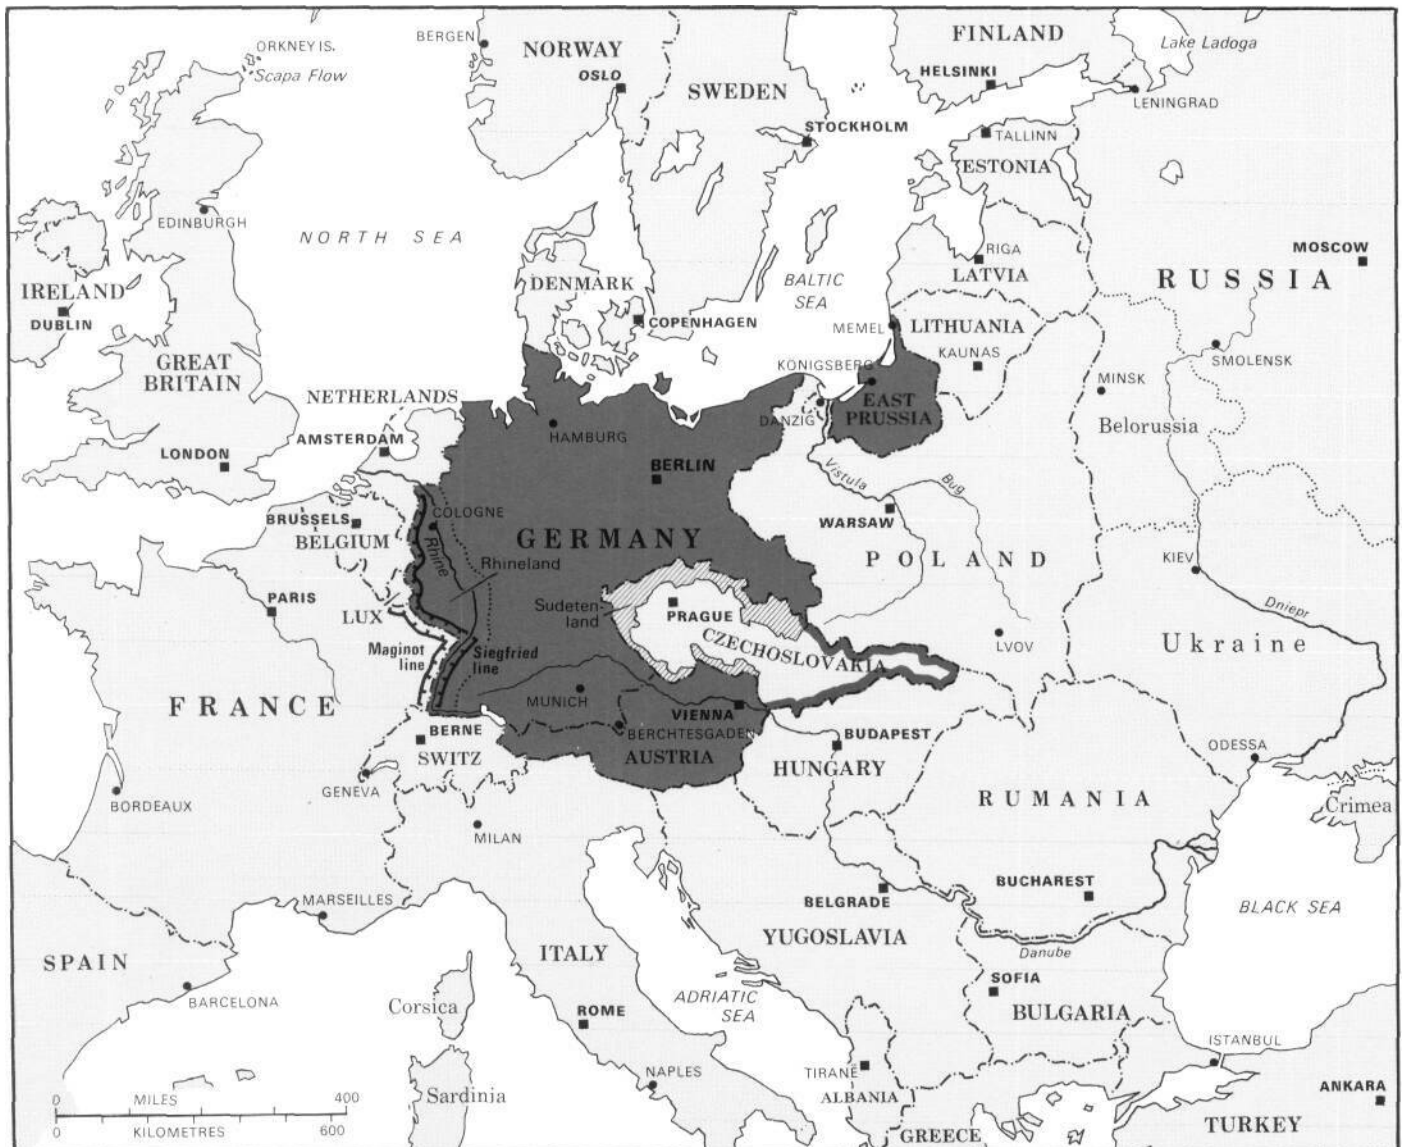 ORKNEY IS.
Scapa Flow
BERGEN
NORWAY
OSLO
SWEDEN
STOCKHOLM
FINLAND
HELSINKI
Lake Ladoga
LENINGRAD
TALLINN
ESTONIA
EDINBURGH
NORTH SEA
DENMARK
COPENHAGEN
BALTIC
SEA
RIGA
LATVIA
MOSCOW
RUSSIA
IRELAND
DUBLIN
GREAT
BRITAIN
LONDON
MEMEL
LITHUANIA
KAUNAS
KÖNIGSBERG
EAST
PRUSSIA
DANZIG
SMOLENSK
MINSK
Belorussia
NETHERLANDS
AMSTERDAM
HAMBURG
BERLIN
Vistula
Bug
WARSAW
POLAND
BRUSSELS
BELGIUM
COLOGNE
Rhine
GERMANY
Rhineland
KIEV
Dniepr
Ukraine
PARIS
LUX
Maginot
line
Siegfried
line
Sudeten-
land
PRAGUE
CZECHOSLOVAKIA
LVOV
FRANCE
MUNICH
VIENNA
BERCHTESGADEN
AUSTRIA
BERNE
SWITZ
GENEVA
BUDAPEST
HUNGARY
ODESSA
RUMANIA
Crimea
BORDEAUX
MILAN
BUCHAREST
BELGRADE
YUGOSLAVIA
BLACK SEA
Danube
MARSEILLES
SPAIN
BARCELONA
ITALY
Corsica
ROME
ADRIATIC
SEA
SOFIA
BULGARIA
ISTANBUL
Sardinia
NAPLES
TIRANE
ALBANIA
GREECE
ANKARA
TURKEY
0 MILES 400
0 KILOMETRES 600